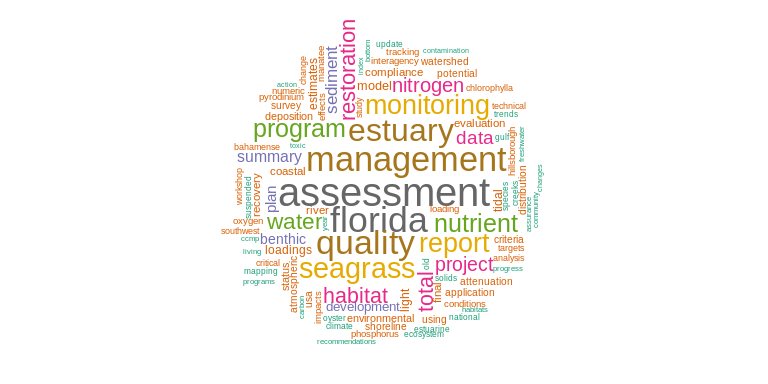 update
tracking
contamination
bottom
interagency
watershed
index
compliance
potential
change
manatee
sediment
restoration
action
numeric
estimates
model
nitrogen
chlorophylla
pyrodinium
effects
study
monitoring
technical
survey
trends
deposition
program
estuary
evaluation
data
gulf
bahamense
toxic
hillsborough
freshwater
summary
management
coastal
workshop
suspended
recovery
plan
assessment
tidal
species
creeks
distribution
changes
community
assurance
river
year
florida
loading
oxygen
water
nutrient
southwest
ccmp
benthic
quality
report
criteria
living
loadings
targets
critical
seagrass
old
project
analysis
mapping
status
progress
programs
atmospheric
total
solids
attenuation
usa
carbon
habitat
light
final
application
impacts
development
conditions
habitats
oyster
environmental
using
national
climate
shoreline
estuarine
phosphorus
ecosystem
recommendations